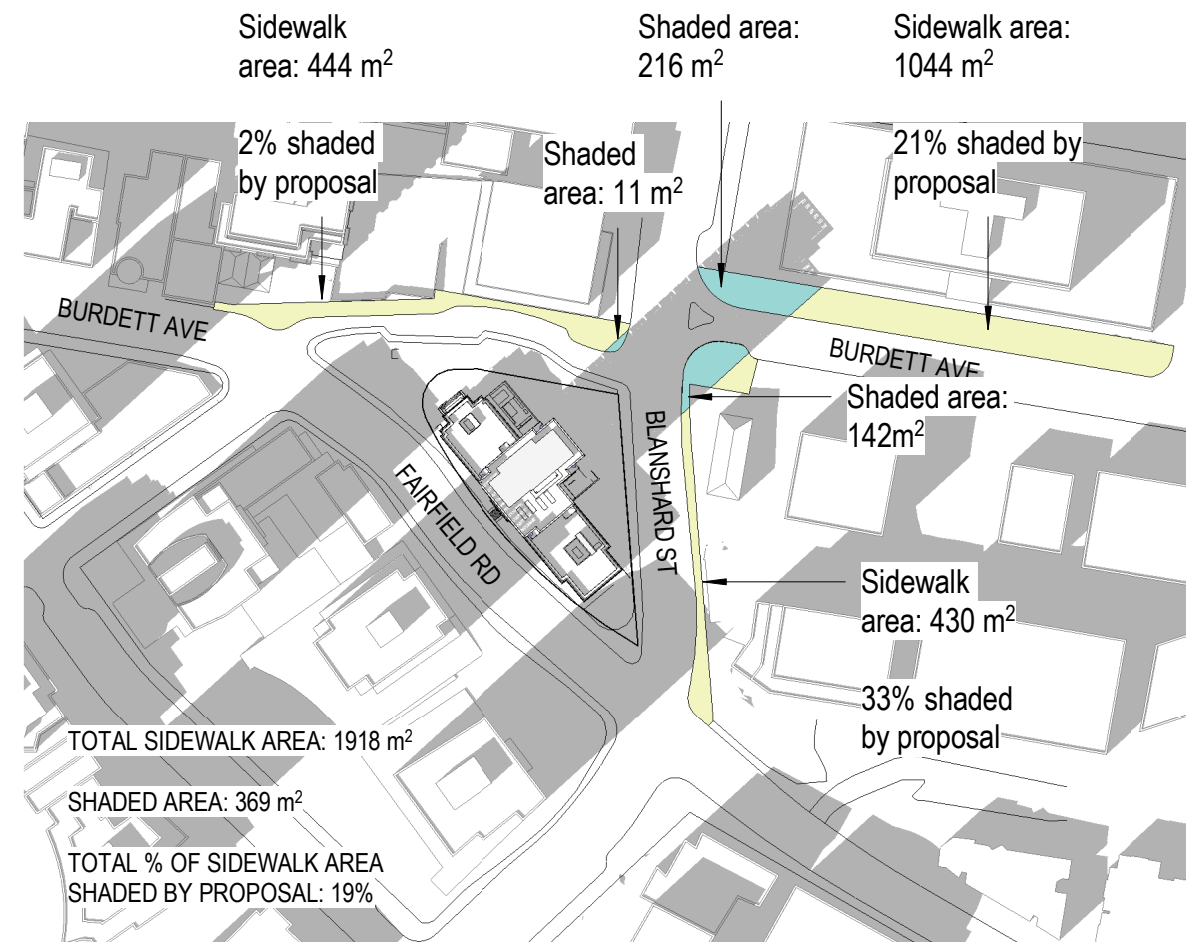 Sidewalk
area: 444 m²
2% shaded
by proposal
Shaded
area: 11 m²
Shaded area:
216 m²
Sidewalk area:
1044 m²
21% shaded by
proposal
BURDETT AVE
BURDETT AVE
Shaded area:
142m²
BLANSHARD ST
FAIRFIELD RD
Sidewalk
area: 430 m²
33% shaded
by proposal
TOTAL SIDEWALK AREA: 1918 m²
SHADED AREA: 369 m²
TOTAL % OF SIDEWALK AREA
SHADED BY PROPOSAL: 19%